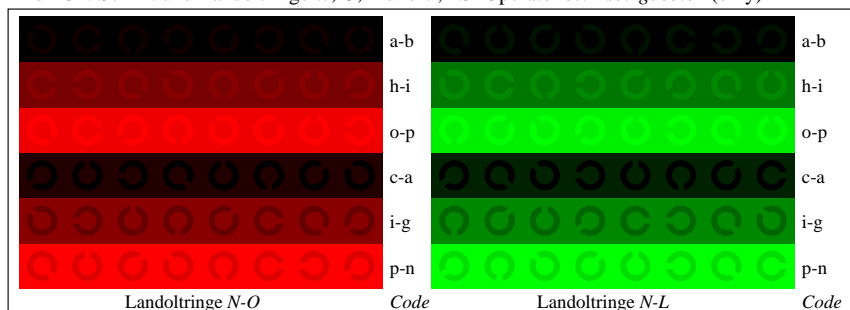 a-b a-b
h-i h-i
o-p o-p
c-a c-a
i-g i-g
p-n p-n
Landoltringe N-O Code Landoltringe N-L Code